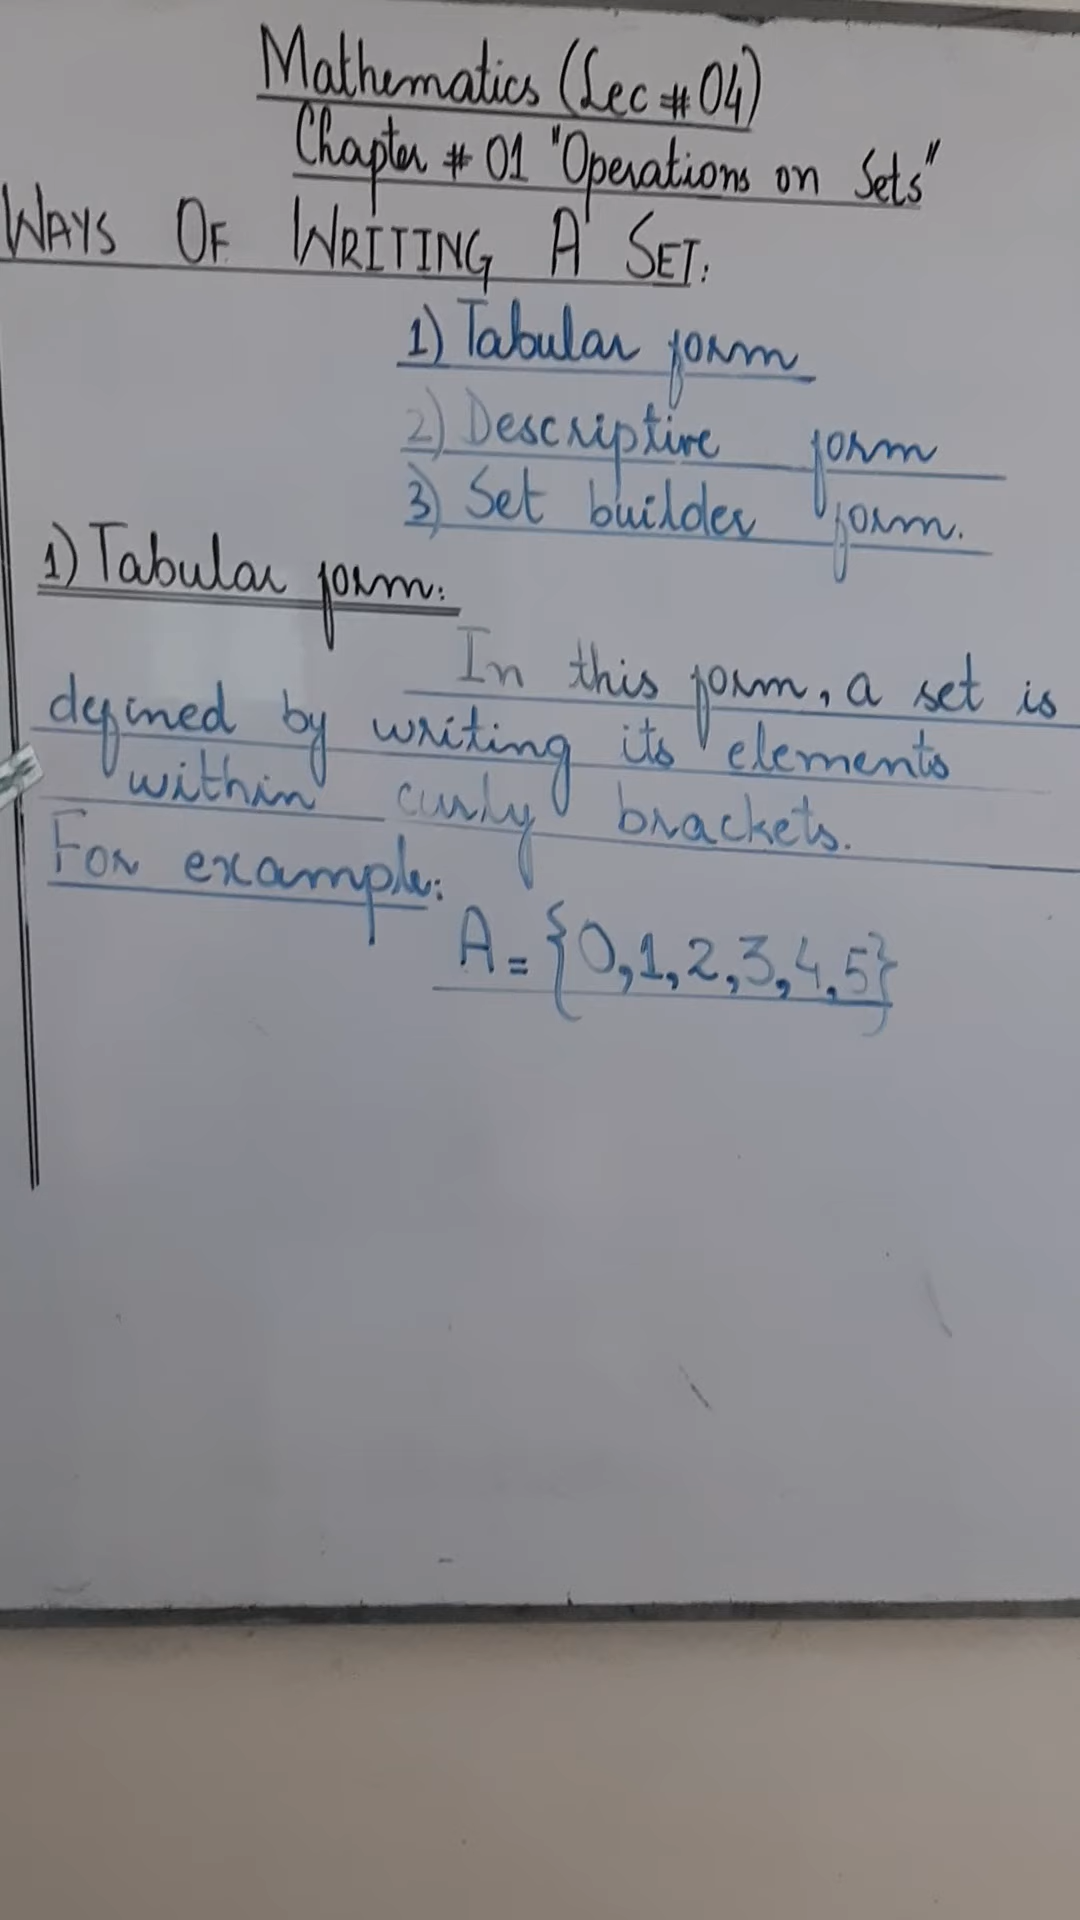 Mathematics (Lec # 04)
Chapter # 01 "Operations on Sets"
WAYS OF WRITING A SET:
1) Tabular form
2) Descriptive form
3) Set builder form.
1) Tabular form:
In this form, a set is
defined by writing its elements
within curly brackets.
For example:
A = {0,1,2,3,4,5}